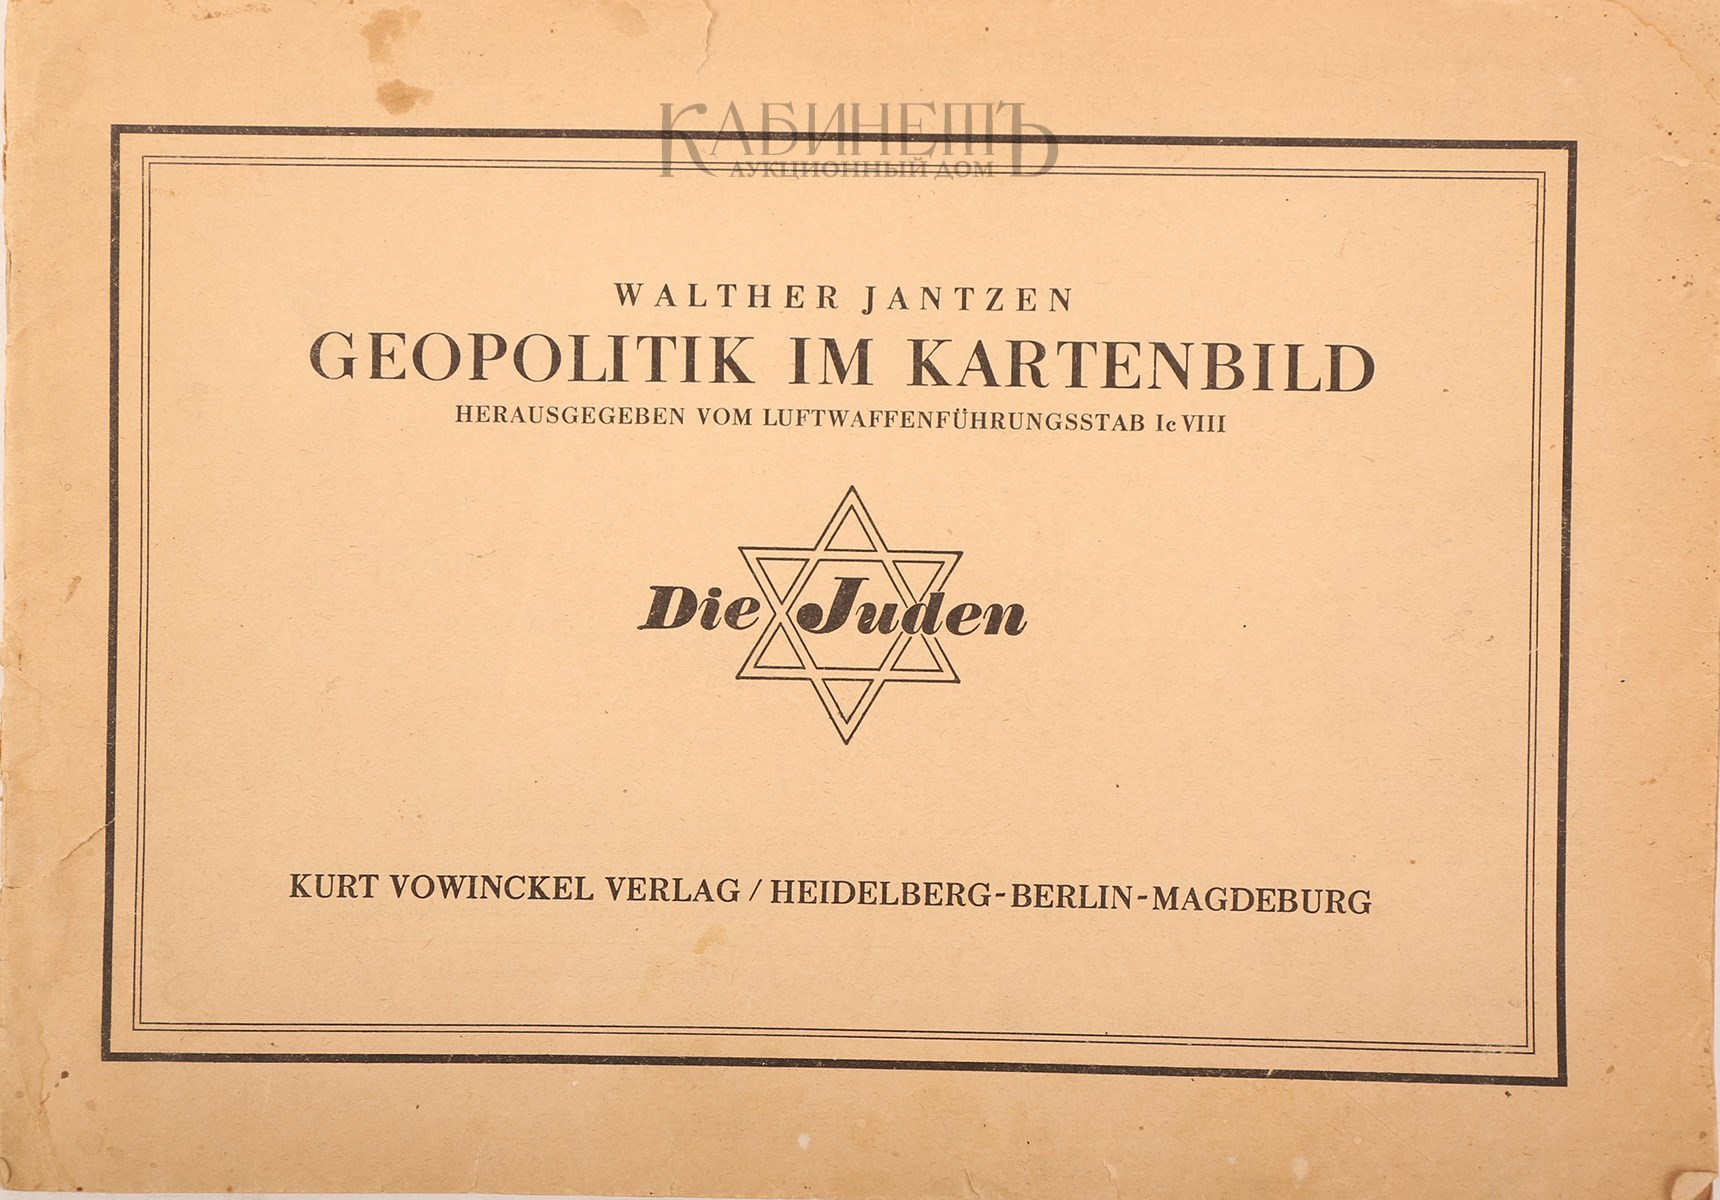 КАБИНЕТЪ
АУКЦИОННЫЙ ДОМ
WALTHER JANTZEN
GEOPOLITIK IM KARTENBILD
HERAUSGEGEBEN VOM LUFTWAFFENFÜHRUNGSSTAB Ic VIII
Die Juden
KURT VOWINCKEL VERLAG / HEIDELBERG-BERLIN-MAGDEBURG